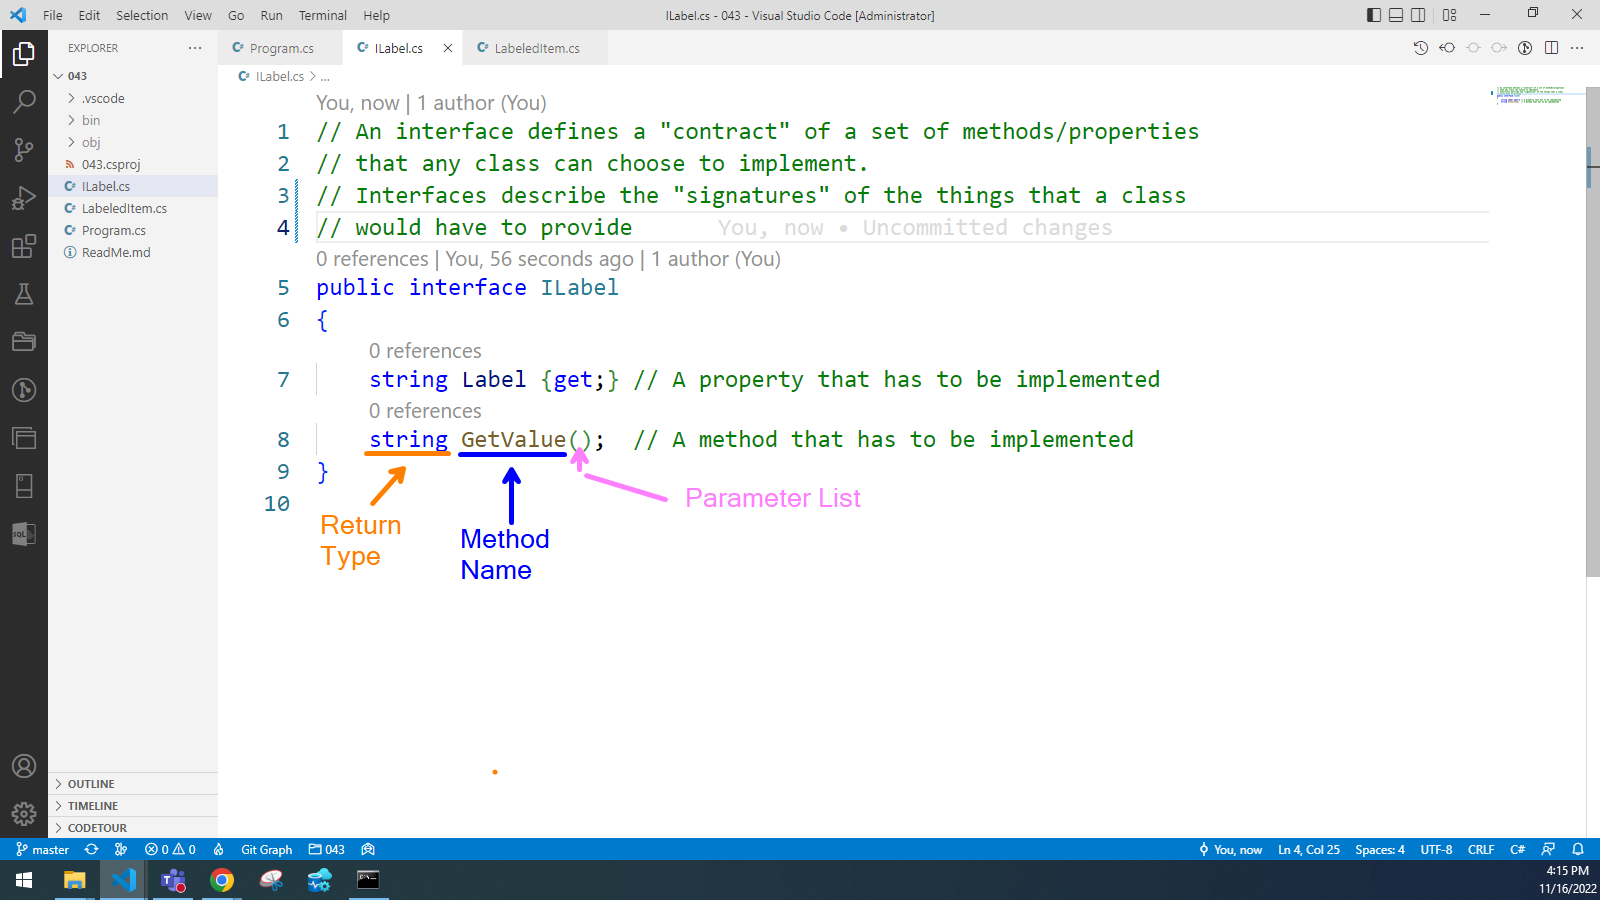 File Edit Selection View Go Run Terminal Help
ILabel.cs - 043 - Visual Studio Code [Administrator]
EXPLORER
043
.vscode
bin
obj
043.csproj
ILabel.cs
LabeledItem.cs
Program.cs
ReadMe.md
OUTLINE
TIMELINE
CODETOUR
Program.cs
ILabel.cs
LabeledItem.cs
ILabel.cs > ...
You, now | 1 author (You)
1 // An interface defines a "contract" of a set of methods/properties
2 // that any class can choose to implement.
3 // Interfaces describe the "signatures" of the things that a class
4 // would have to provide You, now • Uncommitted changes
0 references | You, 56 seconds ago | 1 author (You)
5 public interface ILabel
6 {
0 references
7 string Label {get;} // A property that has to be implemented
0 references
8 string GetValue(); // A method that has to be implemented
9 }
10
Parameter List
Return
Type
Method
Name
master 0 0 Git Graph 043 You, now Ln 4, Col 25 Spaces: 4 UTF-8 CRLF C#
4:15 PM
11/16/2022